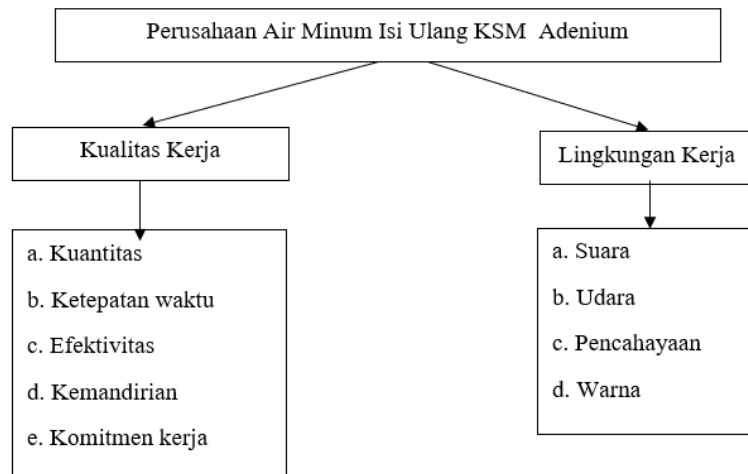 Perusahaan Air Minum Isi Ulang KSM Adenium
Kualitas Kerja
Lingkungan Kerja
a. Kuantitas
b. Ketepatan waktu
c. Efektivitas
d. Kemandirian
e. Komitmen kerja
a. Suara
b. Udara
c. Pencahayaan
d. Warna